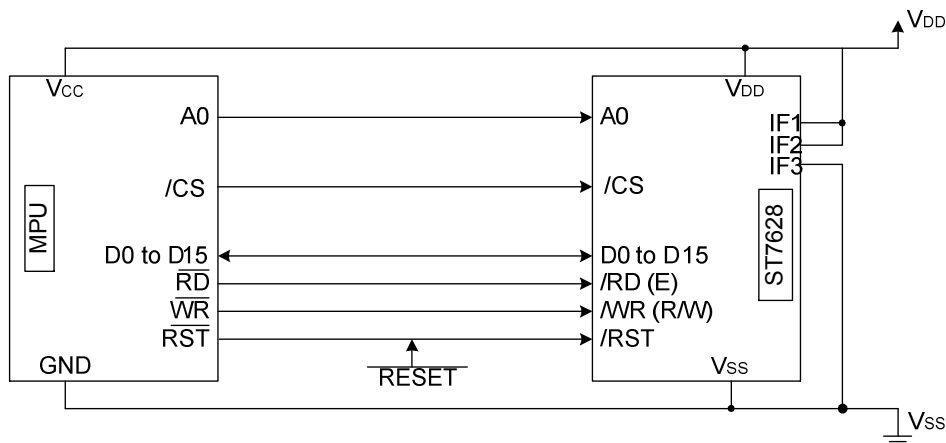 VDD
VCC
VDD
A0
A0
IF1
IF2
IF3
/CS
/CS
MPU
ST7628
D0 to D15
D0 to D15
RD
/RD (E)
WR
/WR (R/W)
RST
/RST
GND
RESET
VSS
VSS